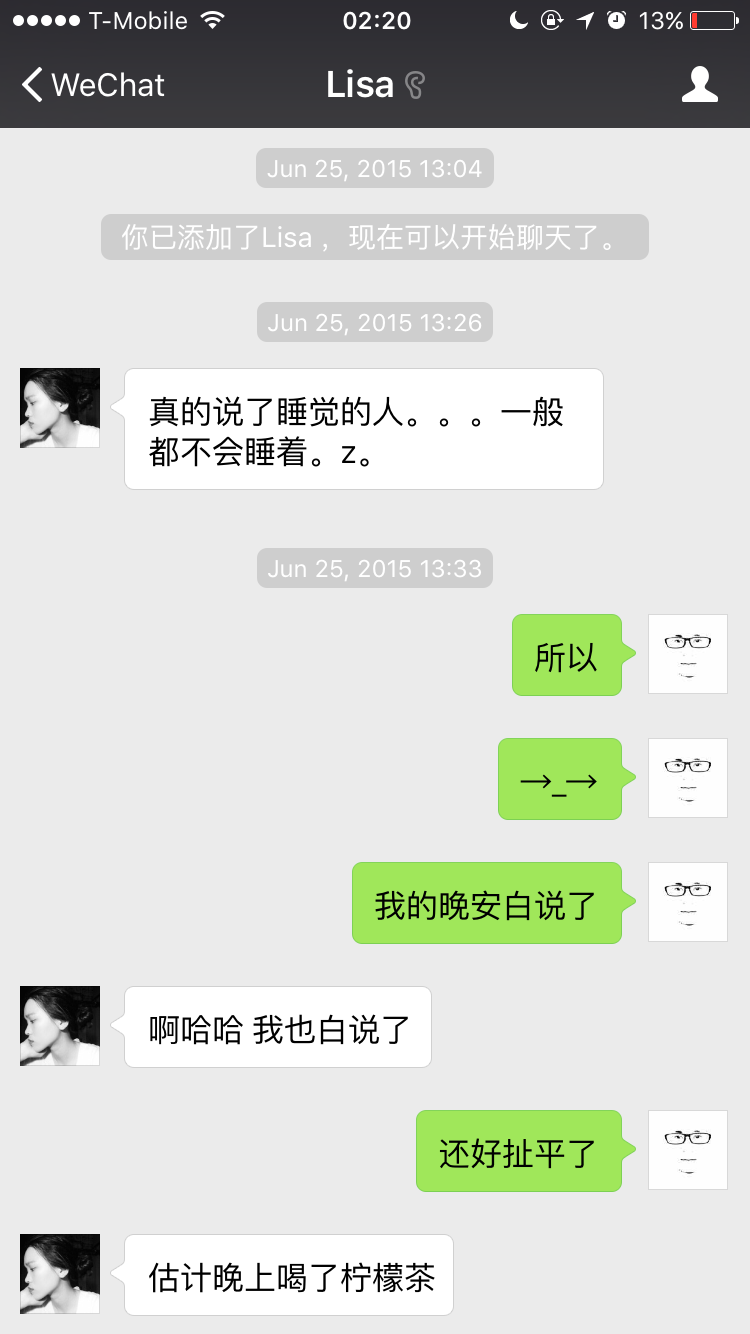 T-Mobile 02:20 13%
WeChat Lisa
Jun 25, 2015 13:04
你已添加了Lisa ，现在可以开始聊天了。
Jun 25, 2015 13:26
真的说了睡觉的人。。。一般
都不会睡着。z。
Jun 25, 2015 13:33
所以
→_→
我的晚安白说了
啊哈哈 我也白说了
还好扯平了
估计晚上喝了柠檬茶